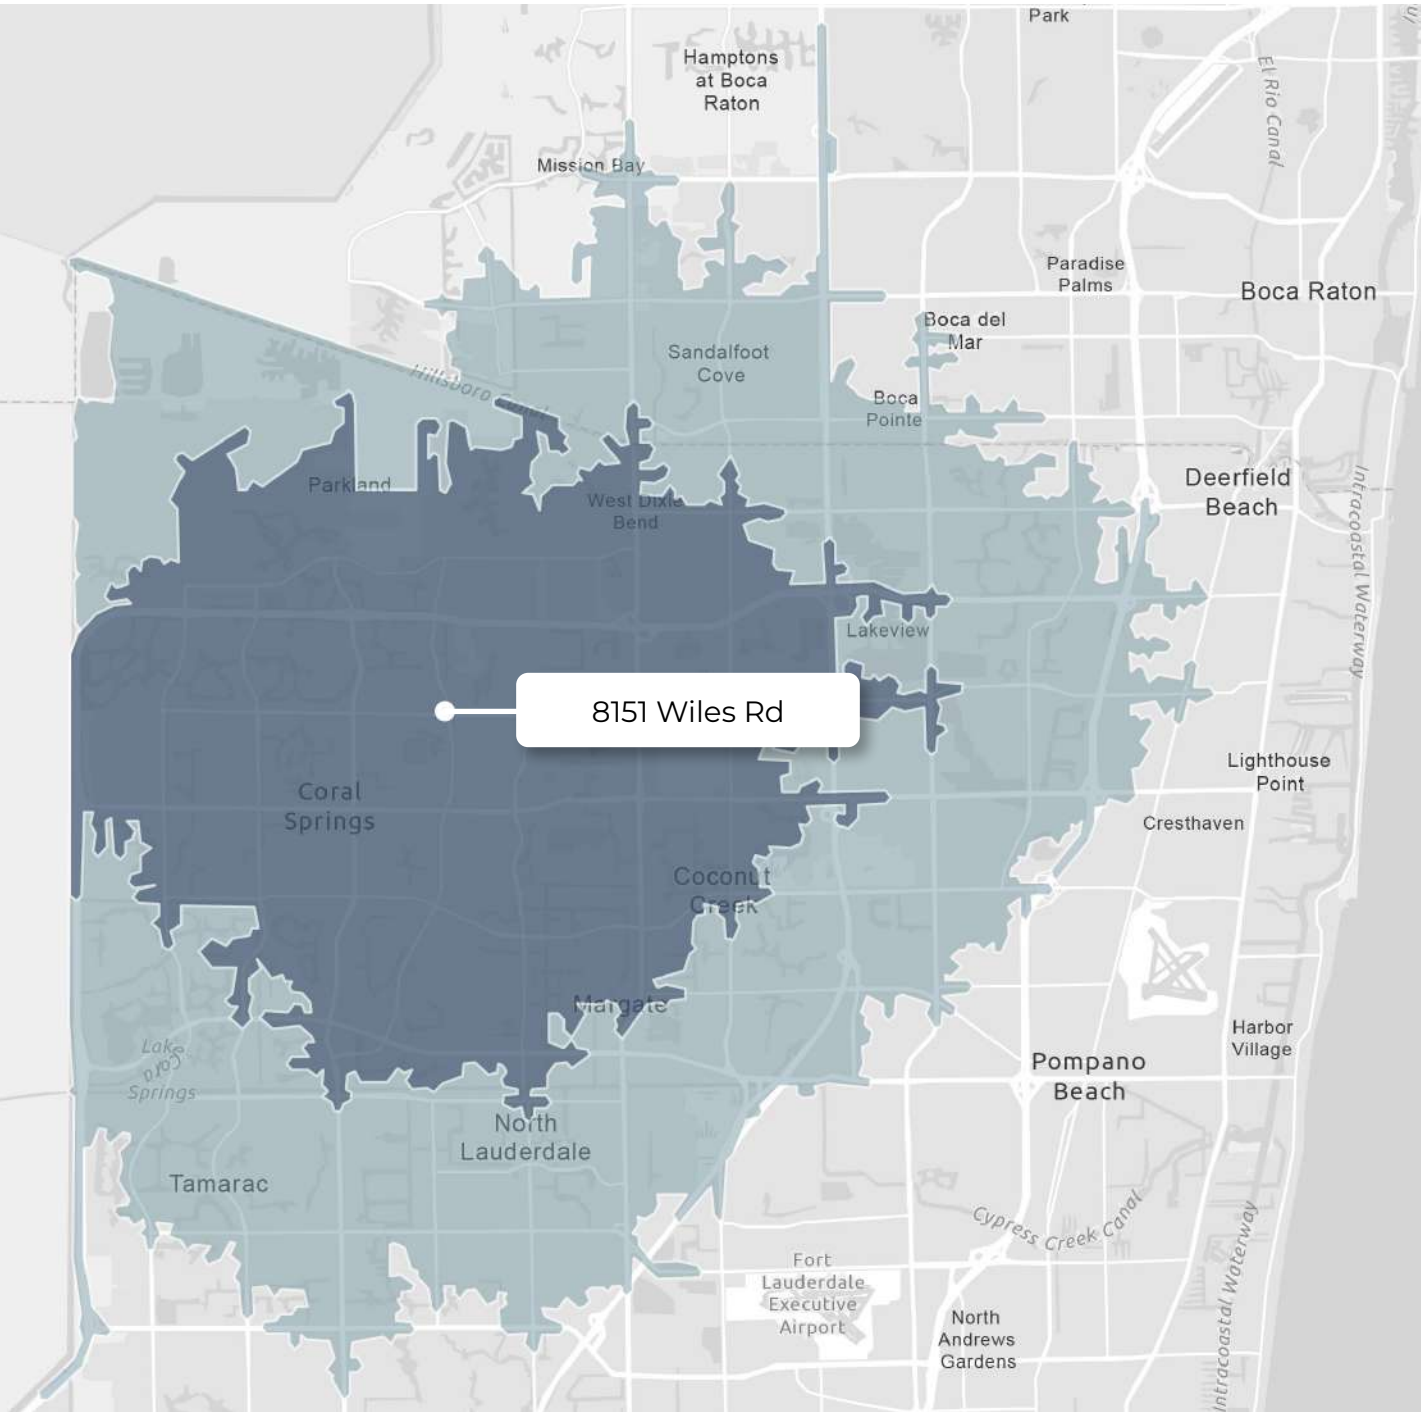 Park
Hamptons
at Boca
Raton
El Rio Canal
Mission Bay
Paradise
Palms
Boca Raton
Boca del
Mar
Sandalfoot
Cove
Hillsboro Canal
Boca
Pointe
Parkland
West Dixie
Bend
Deerfield
Beach
Intracoastal Waterway
Lakeview
8151 Wiles Rd
Coral
Springs
Lighthouse
Point
Cresthaven
Coconut
Creek
Margate
Harbor
Village
Lake
Springs
Pompano
Beach
North
Lauderdale
Tamarac
Cypress Creek Canal
Intracoastal Waterway
Fort
Lauderdale
Executive
Airport
North
Andrews
Gardens